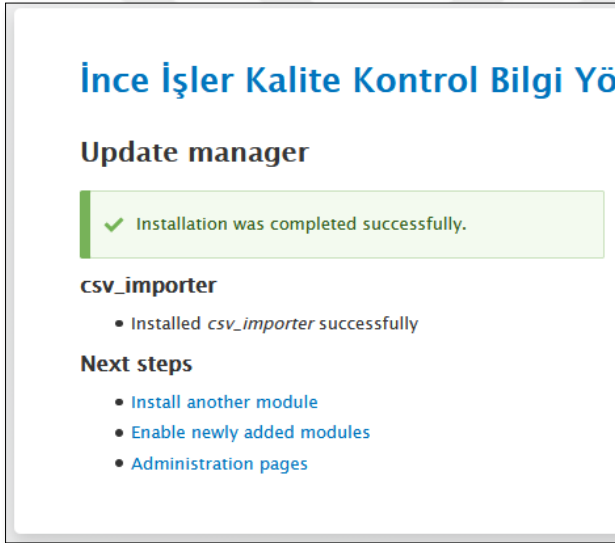 İnce İşler Kalite Kontrol Bilgi Yö
Update manager
Installation was completed successfully.
csv_importer
Installed csv_importer successfully
Next steps
Install another module
Enable newly added modules
Administration pages